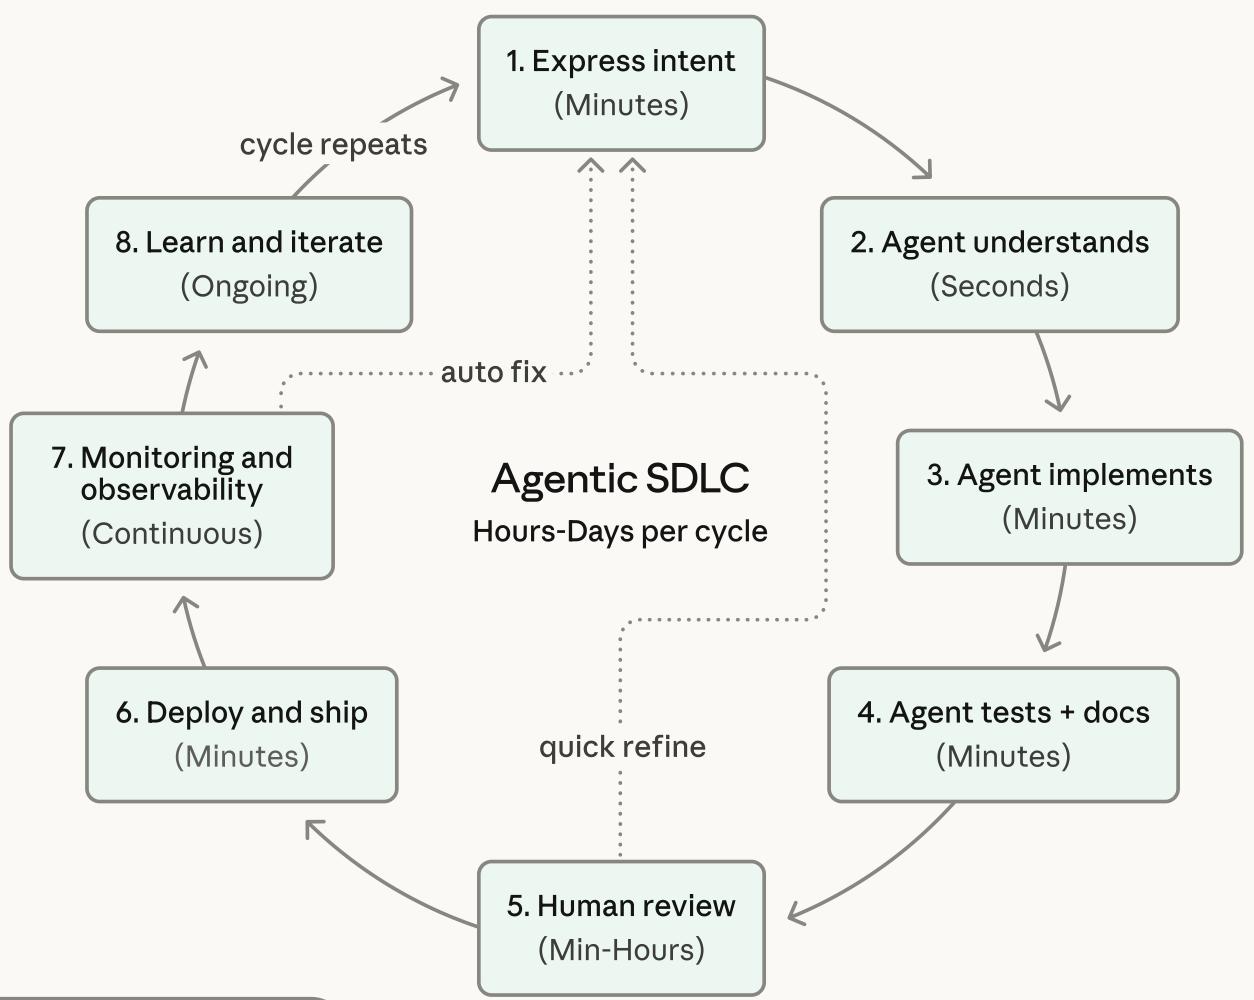 1. Express intent
(Minutes)
cycle repeats
8. Learn and iterate
(Ongoing)
2. Agent understands
(Seconds)
auto fix
7. Monitoring and
observability
(Continuous)
Agentic SDLC
Hours-Days per cycle
3. Agent implements
(Minutes)
6. Deploy and ship
(Minutes)
quick refine
4. Agent tests + docs
(Minutes)
5. Human review
(Min-Hours)